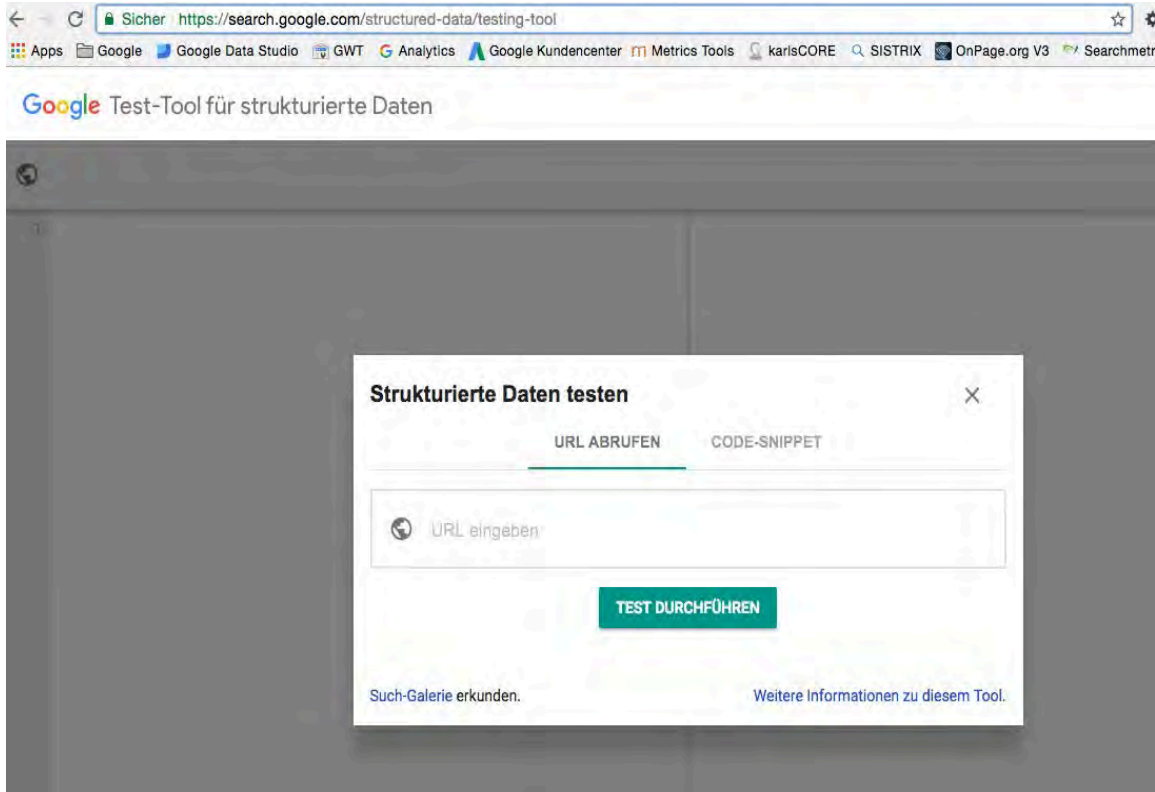 Sicher https://search.google.com/structured-data/testing-tool
Apps Google Google Data Studio GWT Analytics Google Kundencenter Metrics Tools karlsCORE SISTRIX OnPage.org V3 Searchmetr
Google Test-Tool für strukturierte Daten
1
Strukturierte Daten testen
URL ABRUFEN CODE-SNIPPET
URL eingeben
TEST DURCHFÜHREN
Such-Galerie erkunden. Weitere Informationen zu diesem Tool.